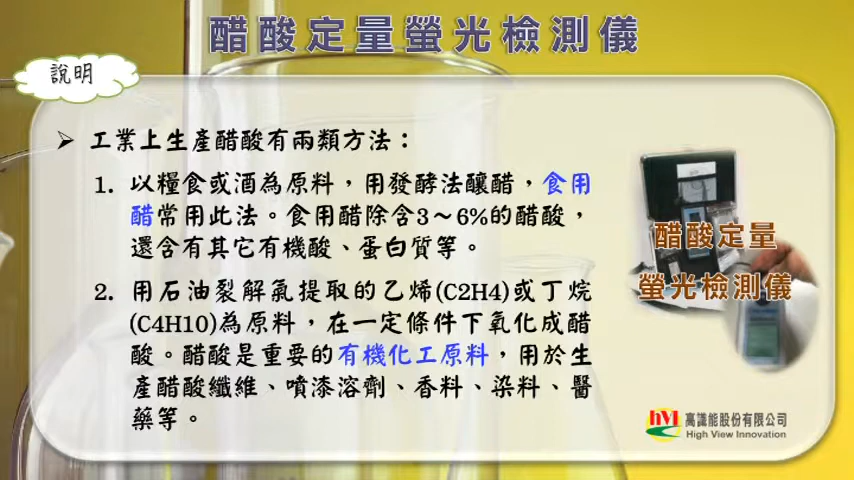 醋酸定量螢光檢測儀
說明
➢ 工業上生產醋酸有兩類方法：
1. 以糧食或酒為原料，用發酵法釀醋，食用
醋常用此法。食用醋除含3～6%的醋酸，
還含有其它有機酸、蛋白質等。
2. 用石油裂解氣提取的乙烯(C2H4)或丁烷
(C4H10)為原料，在一定條件下氧化成醋
酸。醋酸是重要的有機化工原料，用於生
產醋酸纖維、噴漆溶劑、香料、染料、醫
藥等。
醋酸定量
螢光檢測儀
hvi 高識能股份有限公司
High View Innovation